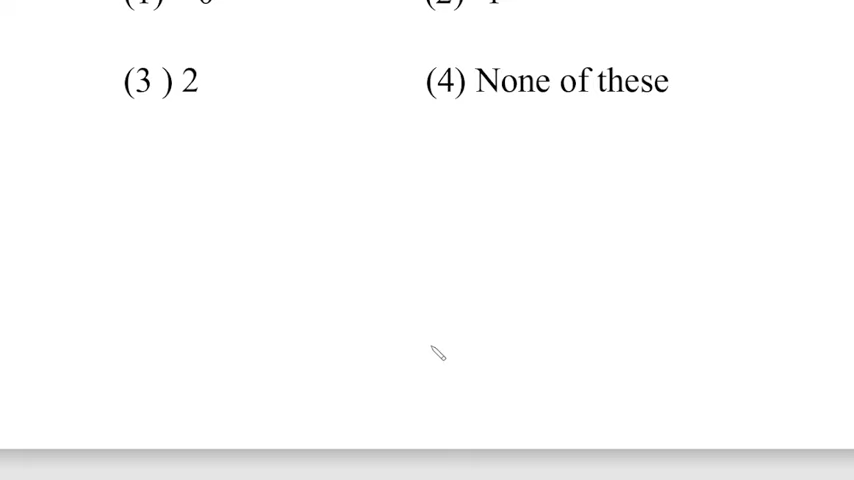 (3 ) 2 (4) None of these